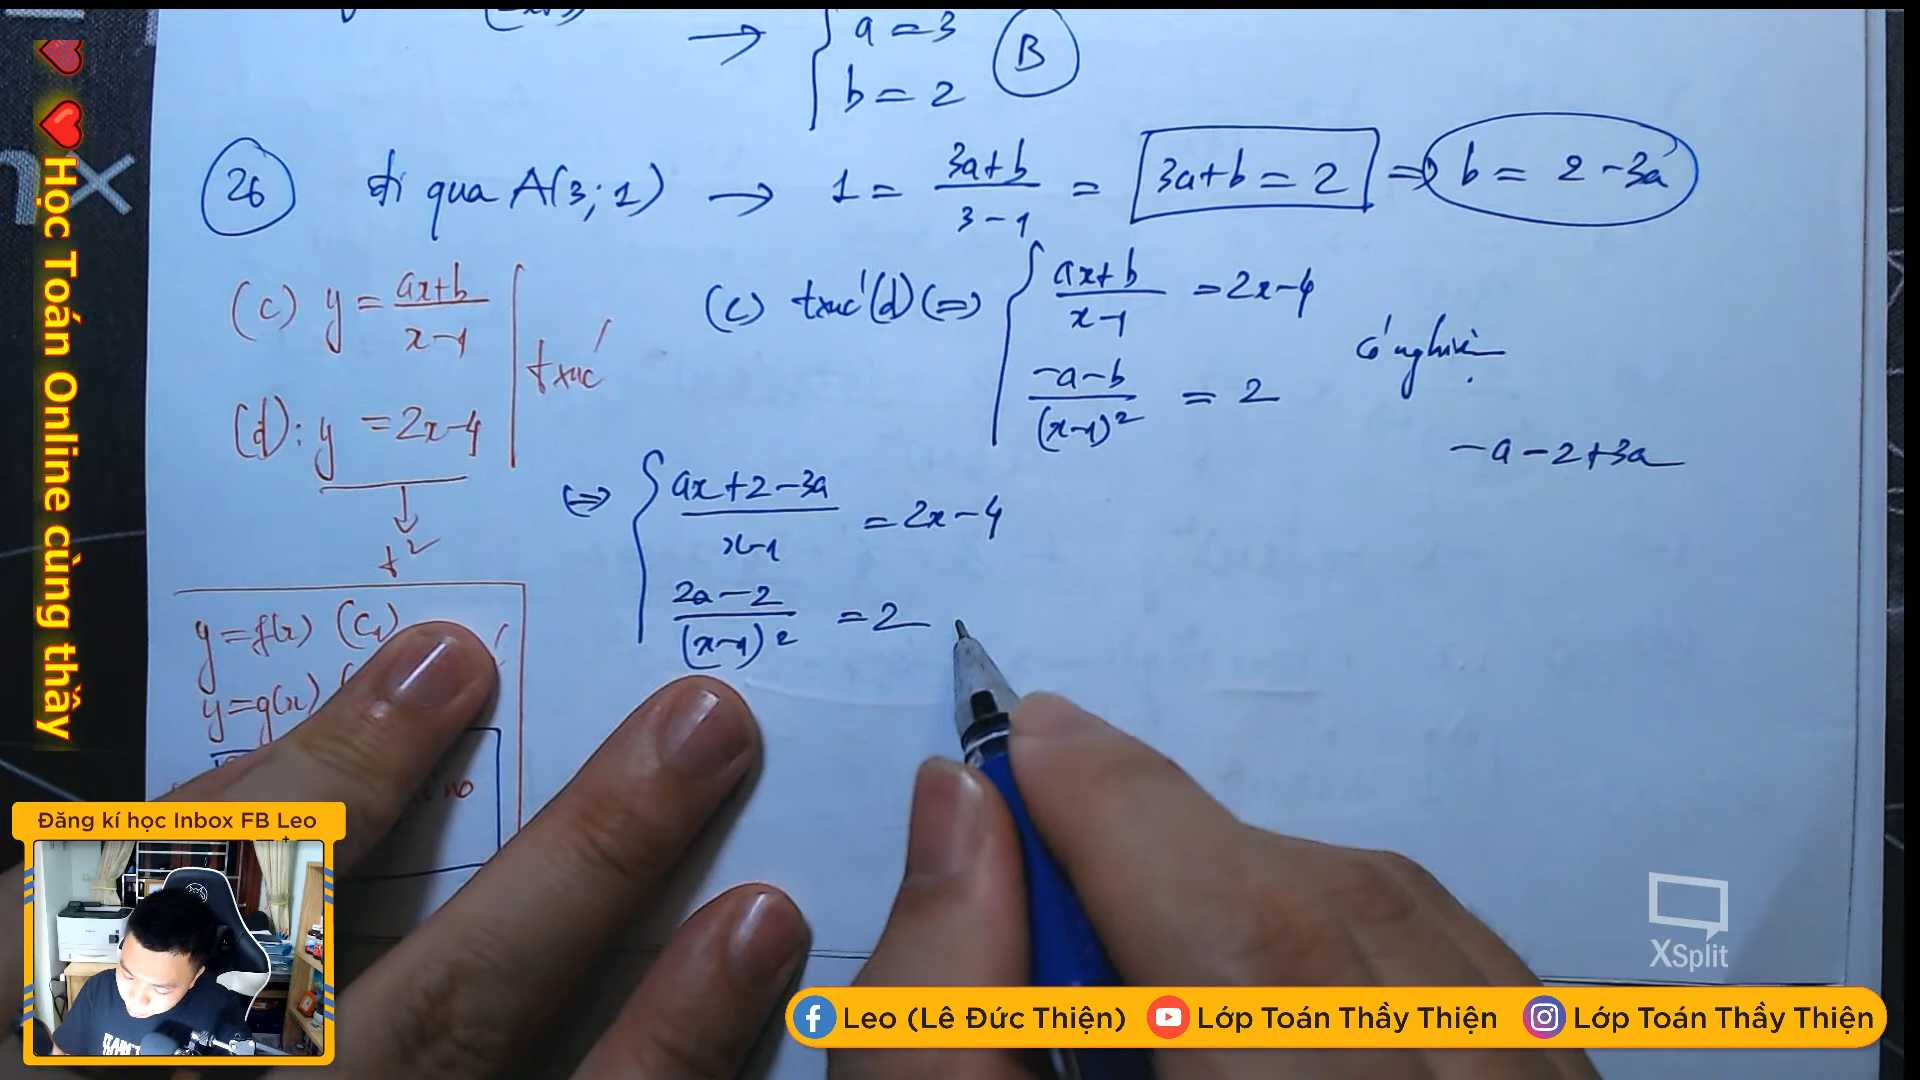 Học Toán Online cùng thầy
→ { a = 3
b = 2
B
26 đi qua A(3; 1) → 1 = (3a+b)/(3-1) = 3a+b = 2 => b = 2 - 3a
(C) y = (ax+b)/(x-1)
(d): y = 2x-4
t xúc
t²
(C) t xúc (d) (=> { (ax+b)/(x-1) = 2x-4
(-a-b)/(x-1)² = 2
có nghiệm
-a-2+3a
<=> { (ax+2-3a)/(x-1) = 2x-4
(2a-2)/(x-1)² = 2
y = f(x) (C₁)
y = g(x)
no
Đăng kí học Inbox FB Leo
XSplit
Leo (Lê Đức Thiện) Lớp Toán Thầy Thiện Lớp Toán Thầy Thiện